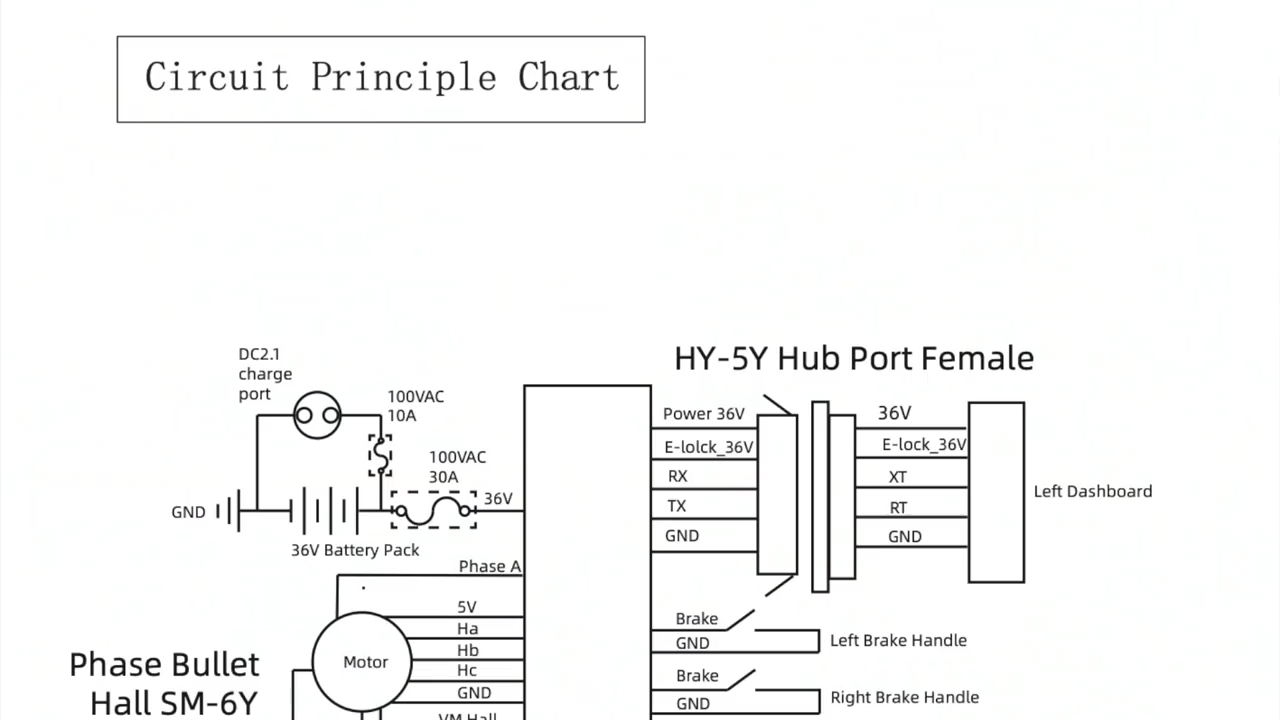 Circuit Principle Chart
DC2.1
charge
port
100VAC
10A
100VAC
30A
36V
GND
36V Battery Pack
Phase A
5V
Ha
Hb
Hc
GND
VM Hall
Motor
Phase Bullet
Hall SM-6Y
HY-5Y Hub Port Female
Power 36V
E-lolck_36V
RX
TX
GND
36V
E-lock_36V
XT
RT
GND
Left Dashboard
Brake
GND
Left Brake Handle
Brake
GND
Right Brake Handle